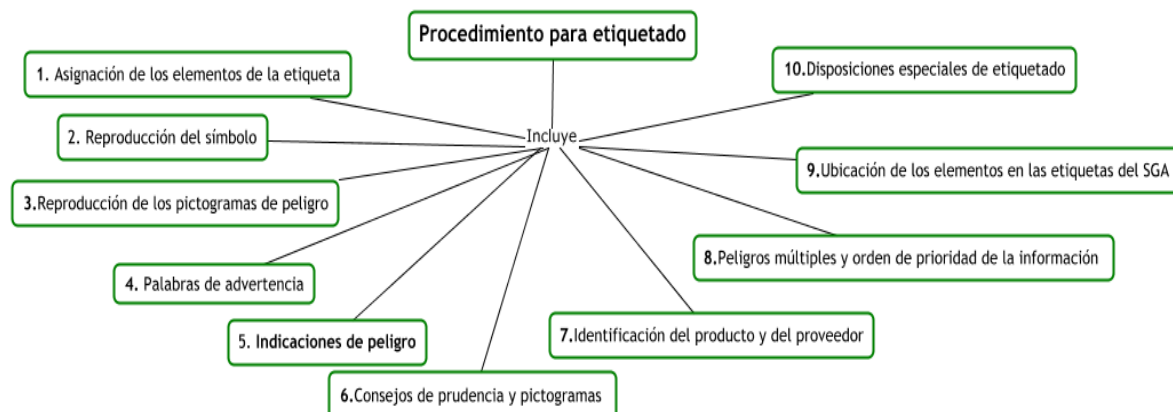 Procedimiento para etiquetado
Incluye
1. Asignación de los elementos de la etiqueta
2. Reproducción del símbolo
3.Reproducción de los pictogramas de peligro
4. Palabras de advertencia
5. Indicaciones de peligro
6.Consejos de prudencia y pictogramas
7.Identificación del producto y del proveedor
8.Peligros múltiples y orden de prioridad de la información
9.Ubicación de los elementos en las etiquetas del SGA
10.Disposiciones especiales de etiquetado